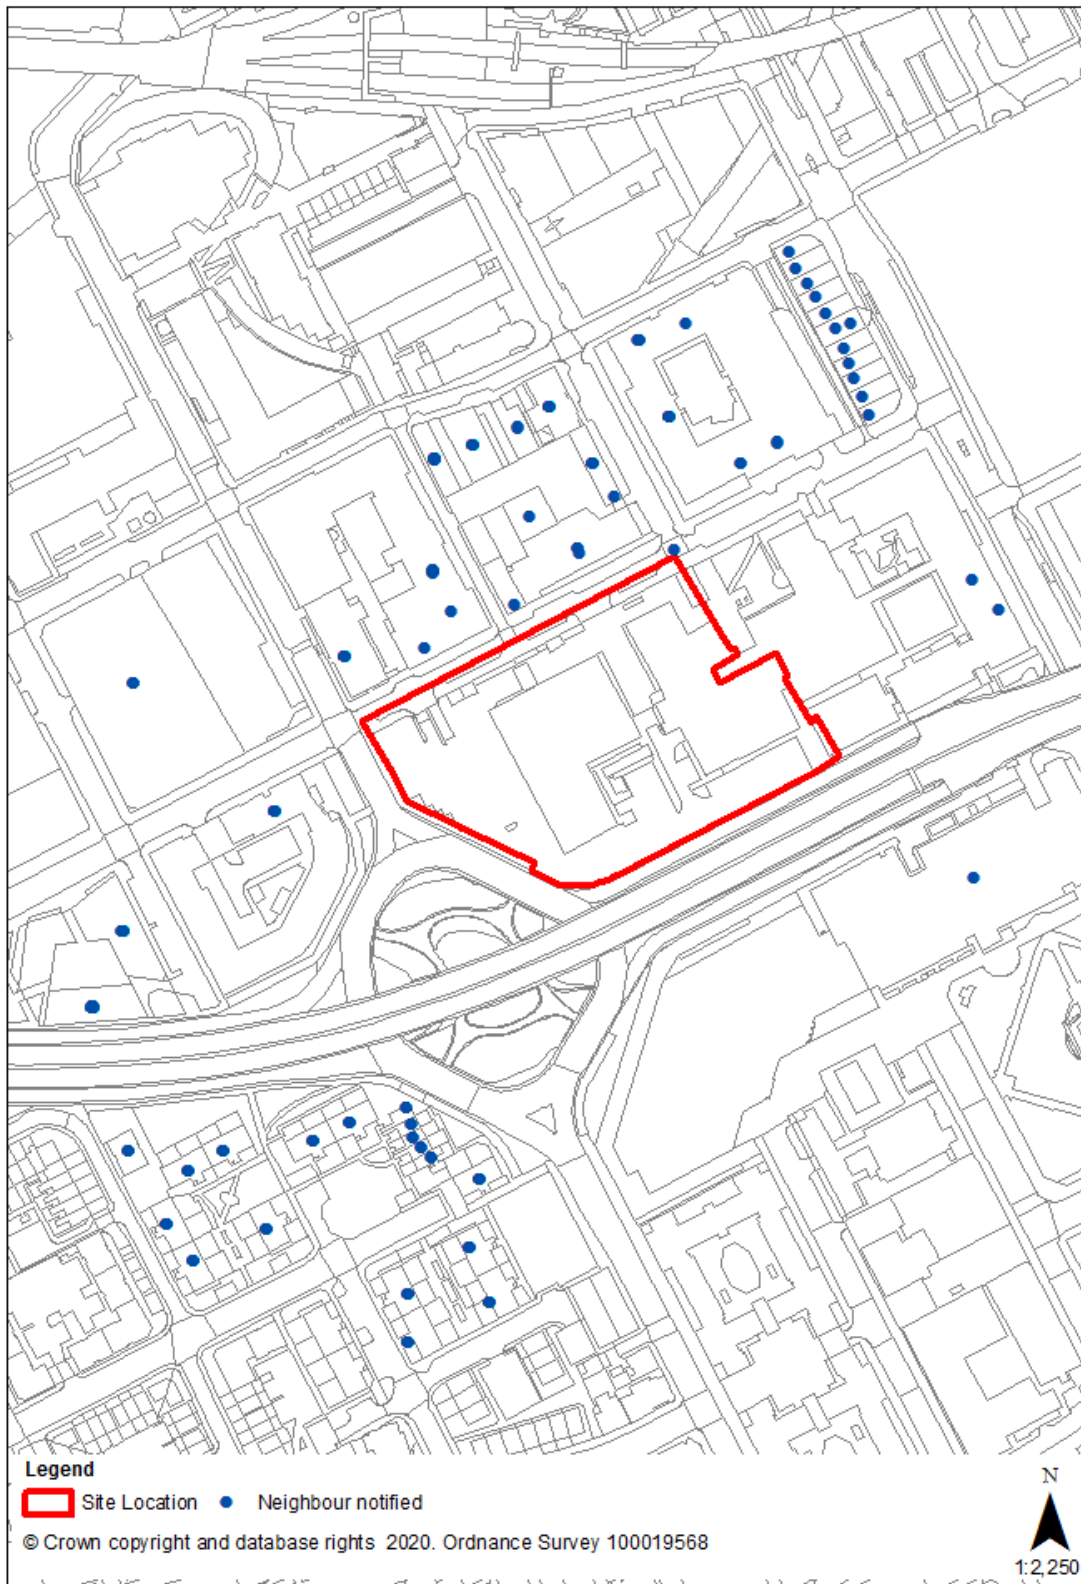 Legend
Site Location Neighbour notified
N
© Crown copyright and database rights 2020. Ordnance Survey 100019568
1:2,250